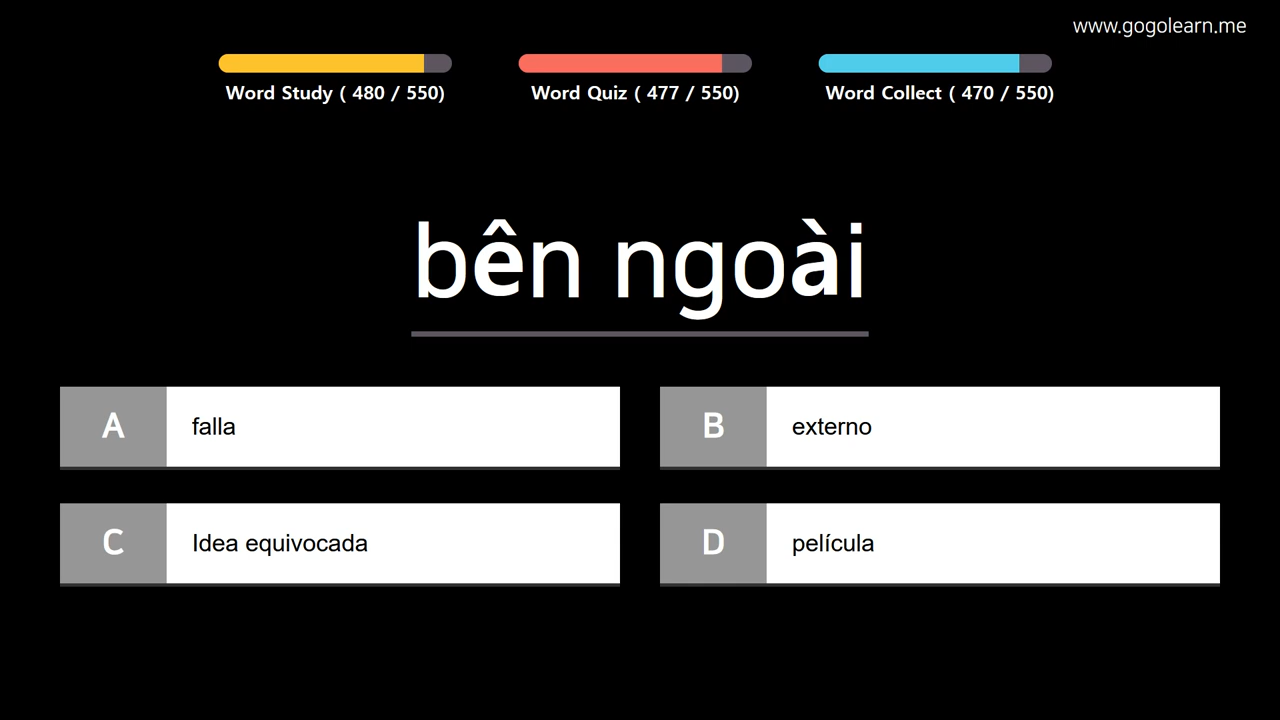 www.gogolearn.me
Word Study ( 480 / 550)
Word Quiz ( 477 / 550)
Word Collect ( 470 / 550)
bên ngoài
A falla
B externo
C Idea equivocada
D película